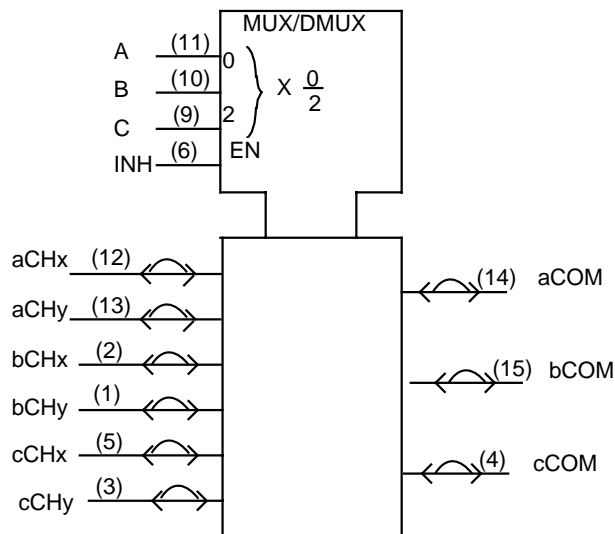 MUX/DMUX
A (11) 0
B (10) X 0/2
C (9) 2
INH (6) EN
aCHx (12)
(14) aCOM
aCHy (13)
bCHx (2)
(15) bCOM
bCHy (1)
cCHx (5)
(4) cCOM
cCHy (3)